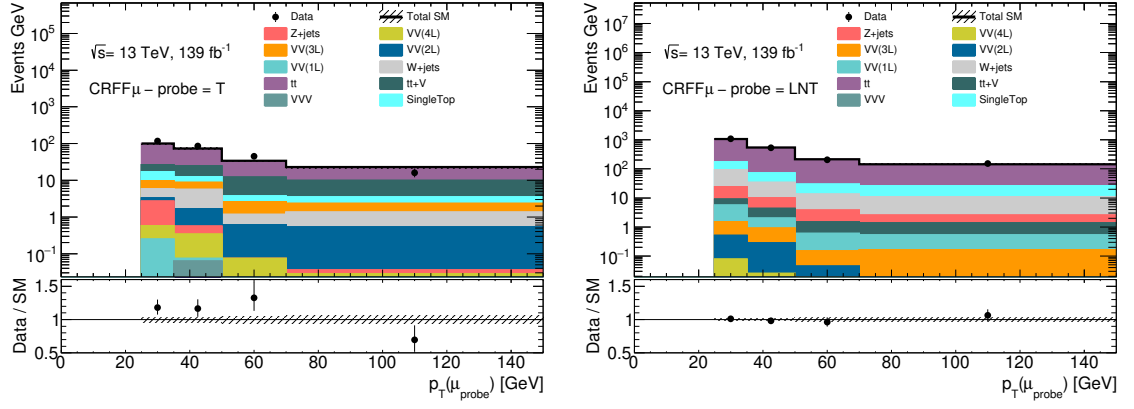 Events GeV
10⁵
10⁴
10³
10²
10
1
10⁻¹
√s= 13 TeV, 139 fb⁻¹
CRFFμ – probe = T
Data
Z+jets
VV(3L)
VV(1L)
tt
VVV
Total SM
VV(4L)
VV(2L)
W+jets
tt+V
SingleTop
Data / SM
1.5
1
0.5
0 20 40 60 80 100 120 140
p_T(μ_probe) [GeV]
Events GeV
10⁷
10⁶
10⁵
10⁴
10³
10²
10
1
10⁻¹
√s= 13 TeV, 139 fb⁻¹
CRFFμ – probe = LNT
Data
Z+jets
VV(3L)
VV(1L)
tt
VVV
Total SM
VV(4L)
VV(2L)
W+jets
tt+V
SingleTop
Data / SM
1.5
1
0.5
0 20 40 60 80 100 120 140
p_T(μ_probe) [GeV]